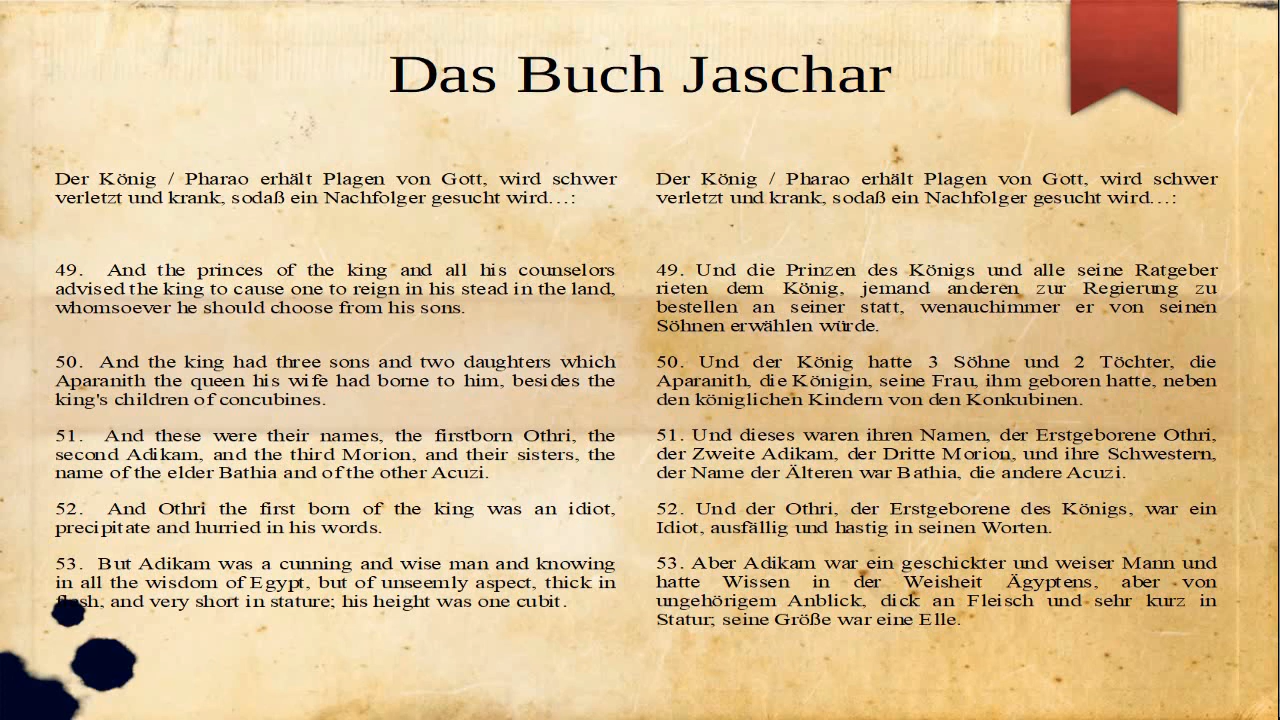 Das Buch Jaschar
Der König / Pharao erhält Plagen von Gott, wird schwer
verletzt und krank, sodaß ein Nachfolger gesucht wird…:
49. And the princes of the king and all his counselors
advised the king to cause one to reign in his stead in the land,
whomsoever he should choose from his sons.
50. And the king had three sons and two daughters which
Aparanith the queen his wife had borne to him, besides the
king's children of concubines.
51. And these were their names, the firstborn Othri, the
second Adikam, and the third Morion, and their sisters, the
name of the elder Bathia and of the other Acuzi.
52. And Othri the first born of the king was an idiot,
precipitate and hurried in his words.
53. But Adikam was a cunning and wise man and knowing
in all the wisdom of Egypt, but of unseemly aspect, thick in
flesh, and very short in stature; his height was one cubit.
Der König / Pharao erhält Plagen von Gott, wird schwer
verletzt und krank, sodaß ein Nachfolger gesucht wird…:
49. Und die Prinzen des Königs und alle seine Ratgeber
rieten dem König, jemand anderen zur Regierung zu
bestellen an seiner statt, wenauchimmer er von seinen
Söhnen erwählen würde.
50. Und der König hatte 3 Söhne und 2 Töchter, die
Aparanith, die Königin, seine Frau, ihm geboren hatte, neben
den königlichen Kindern von den Konkubinen.
51. Und dieses waren ihren Namen, der Erstgeborene Othri,
der Zweite Adikam, der Dritte Morion, und ihre Schwestern,
der Name der Älteren war Bathia, die andere Acuzi.
52. Und der Othri, der Erstgeborene des Königs, war ein
Idiot, ausfällig und hastig in seinen Worten.
53. Aber Adikam war ein geschickter und weiser Mann und
hatte Wissen in der Weisheit Ägyptens, aber von
ungehörigem Anblick, dick an Fleisch und sehr kurz in
Statur; seine Größe war eine Elle.